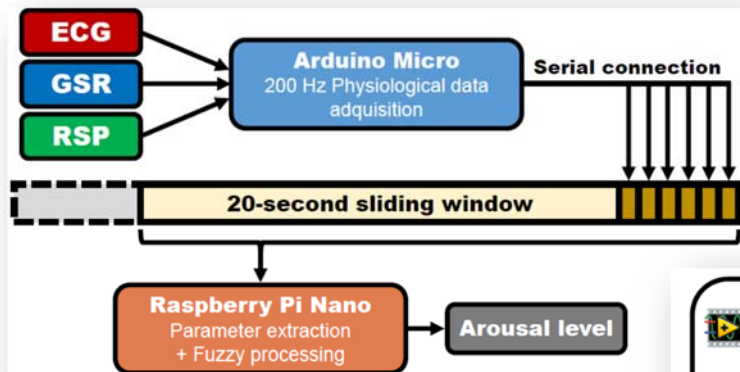 ECG
GSR
RSP
Arduino Micro
200 Hz Physiological data
adquisition
Serial connection
20-second sliding window
Raspberry Pi Nano
Parameter extraction
+ Fuzzy processing
Arousal level